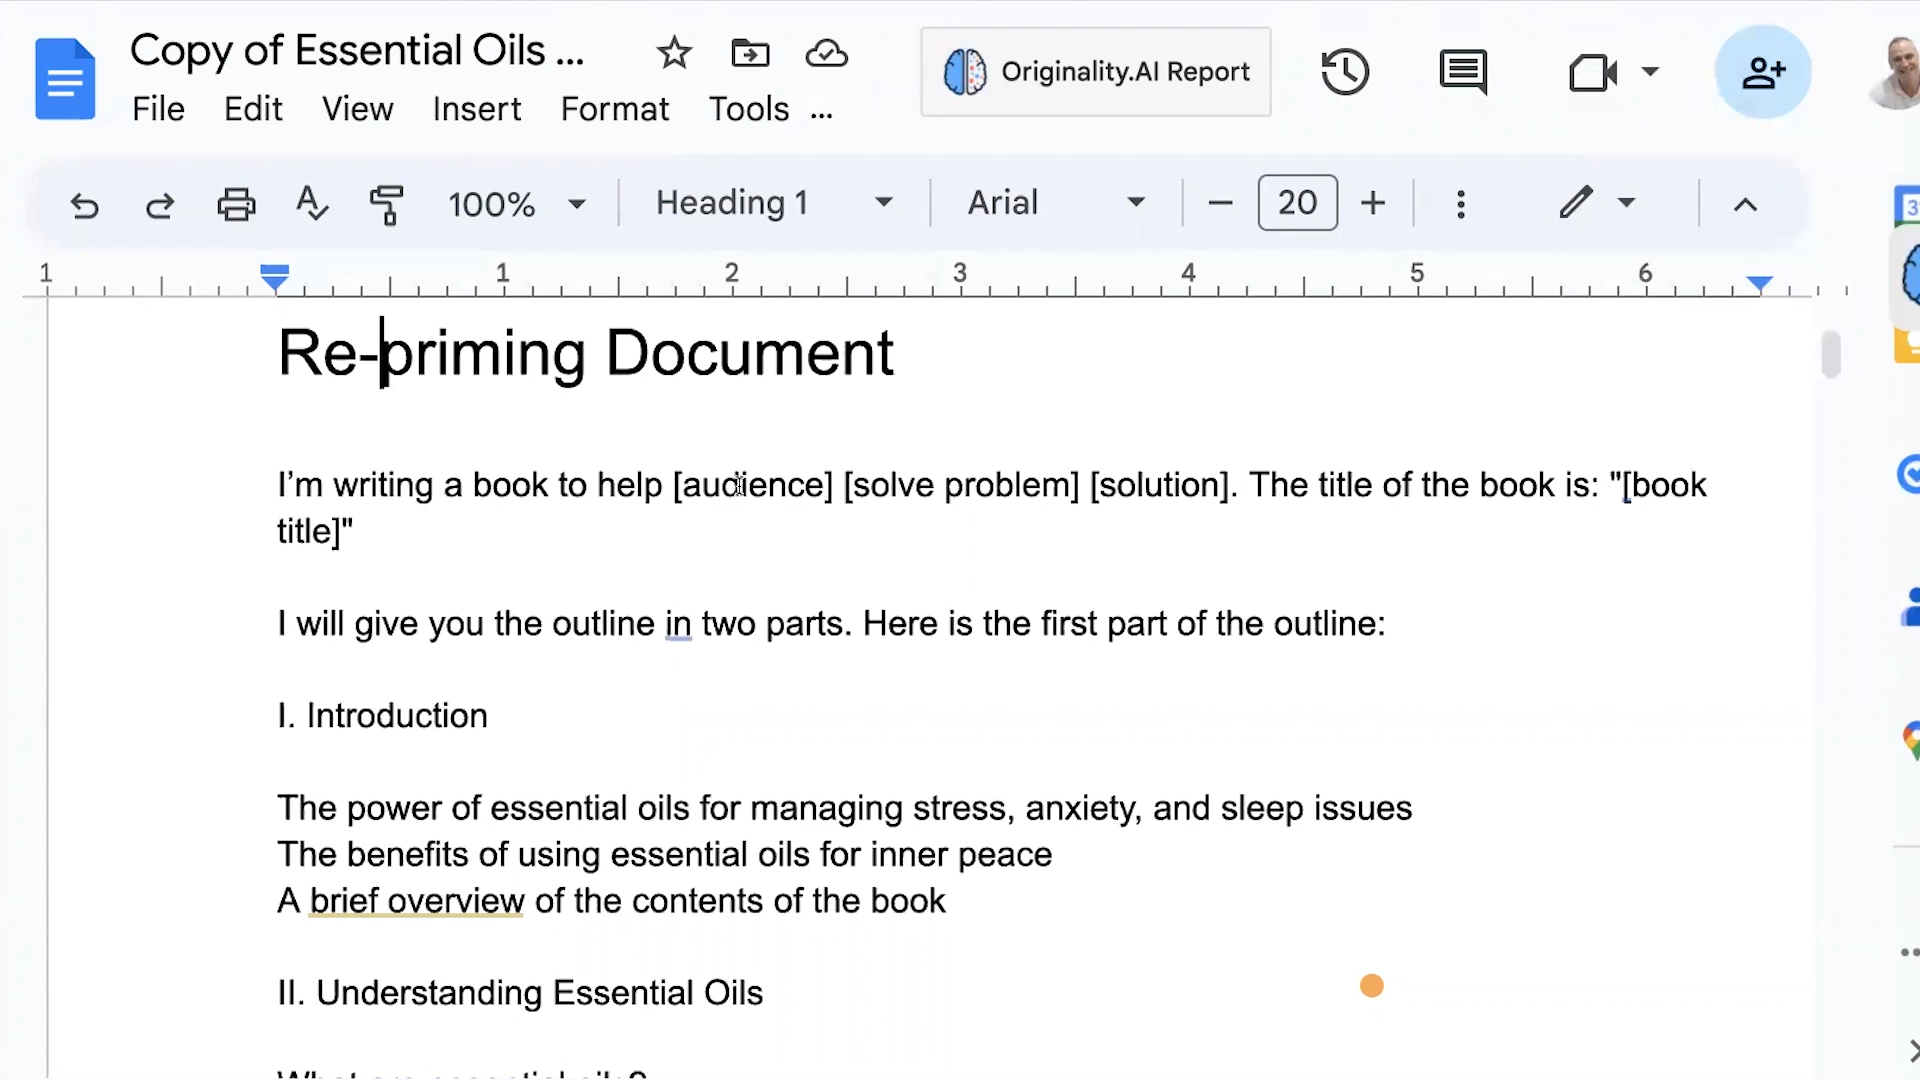 Copy of Essential Oils ...
Originality.AI Report
File Edit View Insert Format Tools ...
100% Heading 1 Arial 20
1 1 2 3 4 5 6
Re-priming Document
I’m writing a book to help [audience] [solve problem] [solution]. The title of the book is: "[book
title]"
I will give you the outline in two parts. Here is the first part of the outline:
I. Introduction
The power of essential oils for managing stress, anxiety, and sleep issues
The benefits of using essential oils for inner peace
A brief overview of the contents of the book
II. Understanding Essential Oils
What are essential oils?